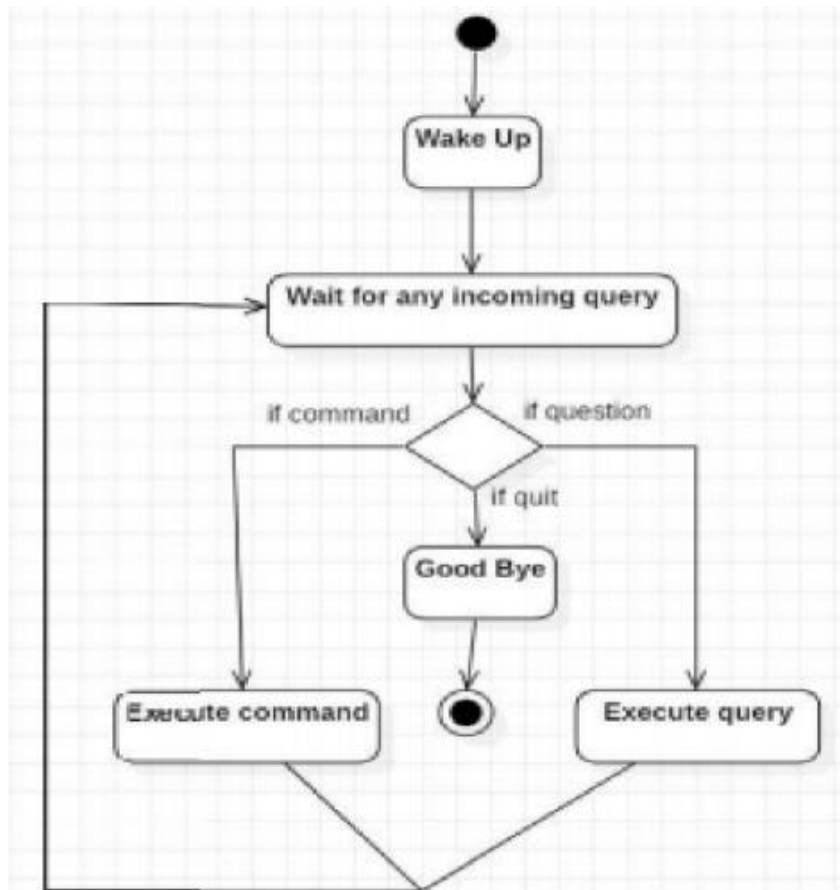 Wake Up
Wait for any incoming query
if command
if question
if quit
Good Bye
Execute command
Execute query